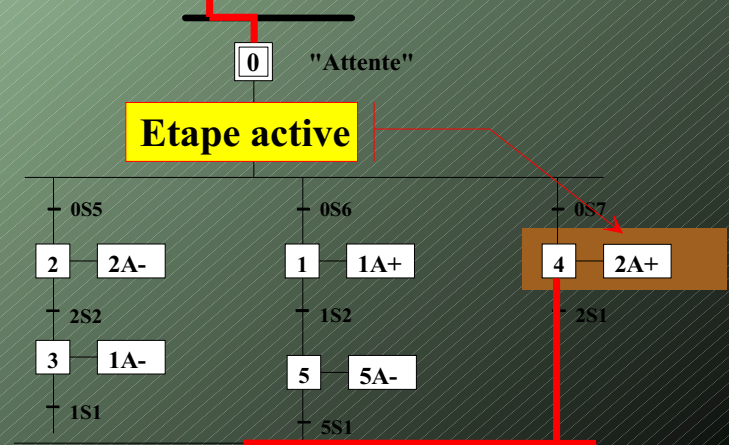 0 "Attente"
Etape active
0S5 0S6 0S7
2 2A- 1 1A+ 4 2A+
2S2 1S2 2S1
3 1A- 5 5A-
1S1 5S1